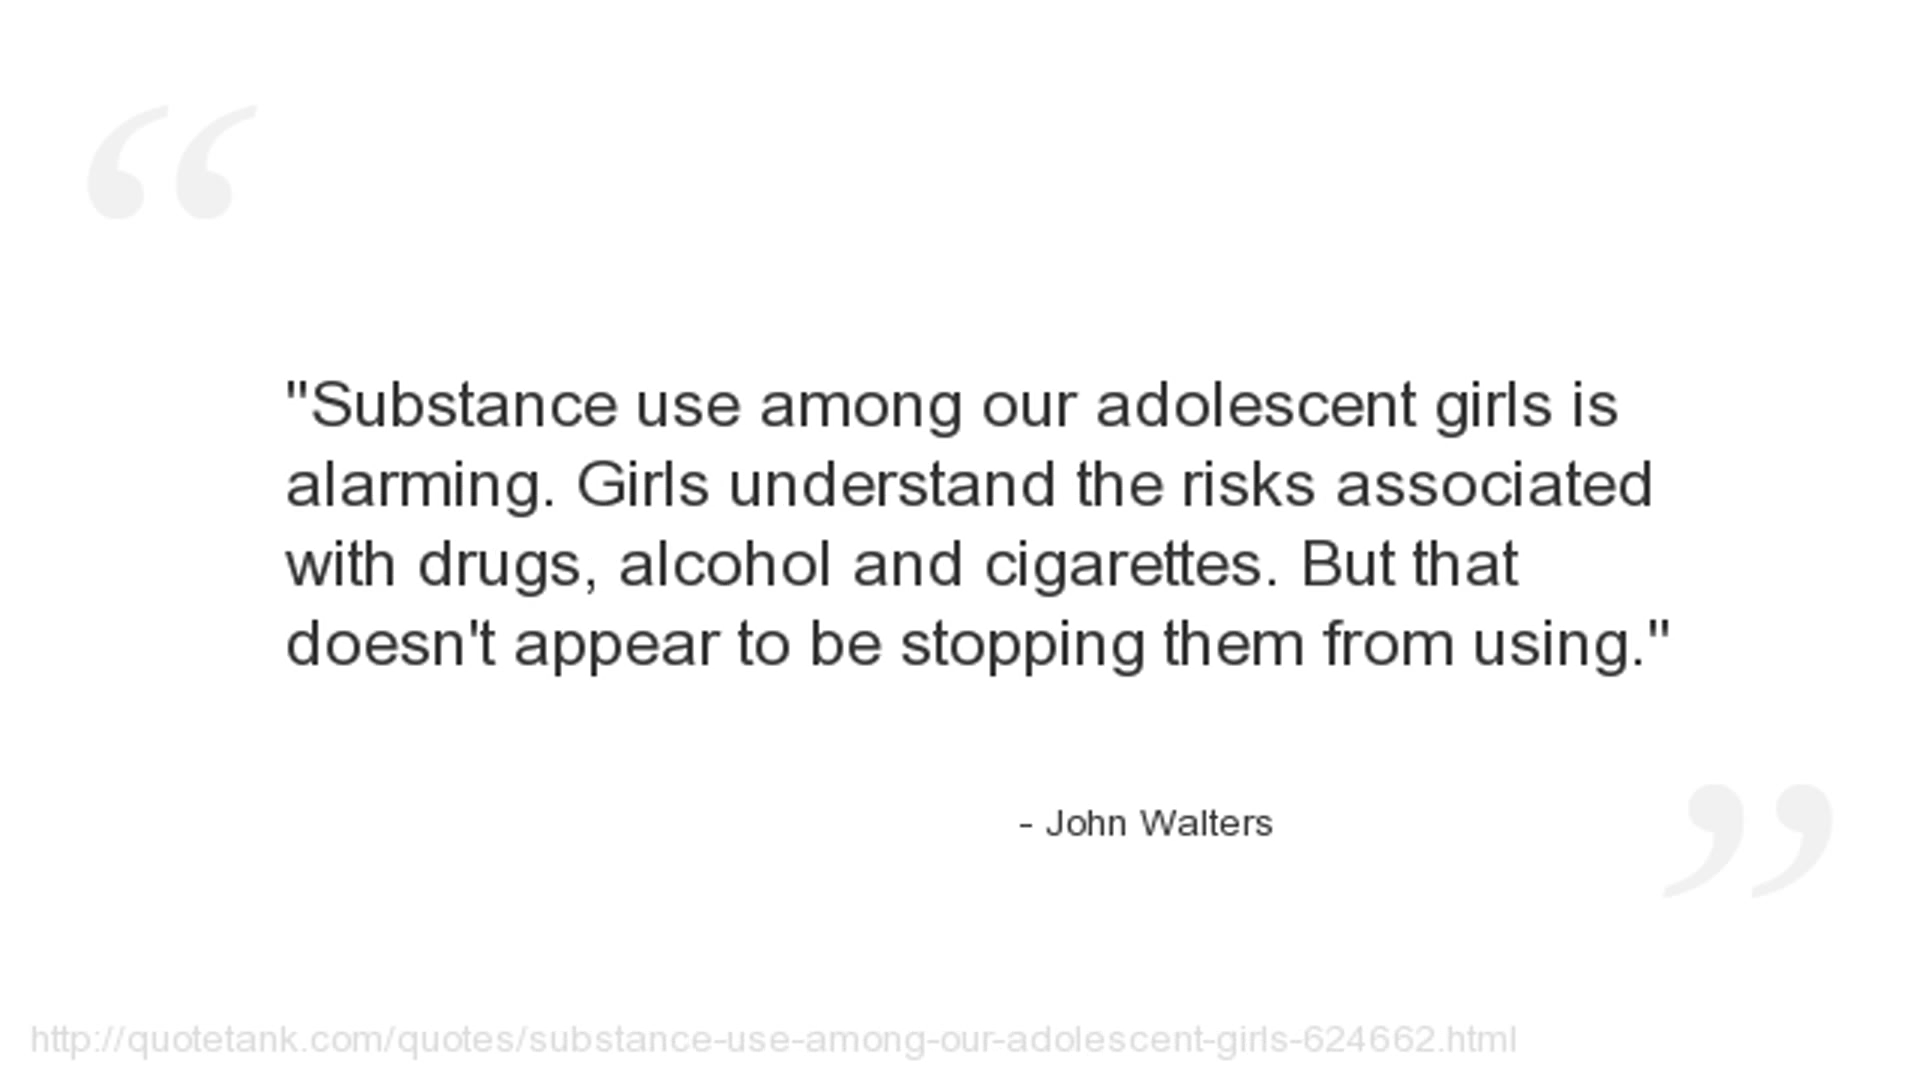 "Substance use among our adolescent girls is
alarming. Girls understand the risks associated
with drugs, alcohol and cigarettes. But that
doesn't appear to be stopping them from using."
- John Walters
http://quotetank.com/quotes/substance-use-among-our-adolescent-girls-624662.html